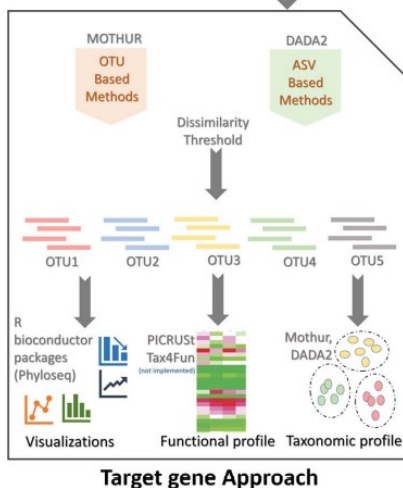 MOTHUR
DADA2
OTU
Based
Methods
ASV
Based
Methods
Dissimilarity
Threshold
OTU1
OTU2
OTU3
OTU4
OTU5
R
bioconductor
packages
(Phyloseq)
Visualizations
PICRUSt
Tax4Fun
(not implemented)
Functional profile
Mothur,
DADA2
Taxonomic profile
Target gene Approach